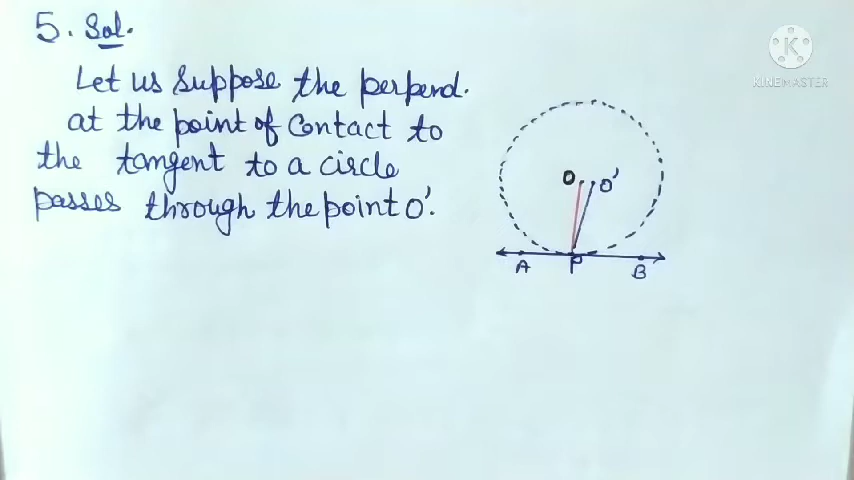 5. Sol.
Let us suppose the perpend.
at the point of contact to
the tangent to a circle
passes through the point O'.
O O'
A P B
K
KINEMASTER